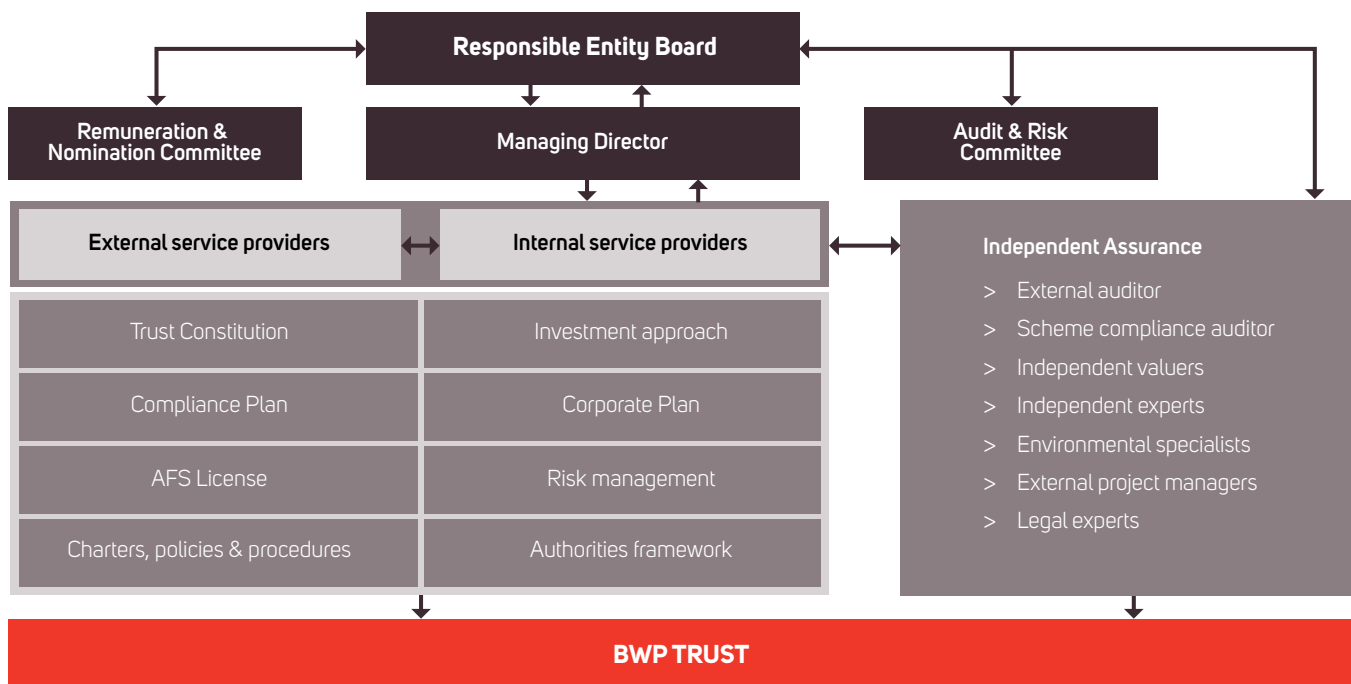 Responsible Entity Board
Remuneration &
Nomination Committee
Managing Director
Audit & Risk
Committee
External service providers
Internal service providers
Trust Constitution
Investment approach
Compliance Plan
Corporate Plan
AFS License
Risk management
Charters, policies & procedures
Authorities framework
Independent Assurance
> External auditor
> Scheme compliance auditor
> Independent valuers
> Independent experts
> Environmental specialists
> External project managers
> Legal experts
BWP TRUST